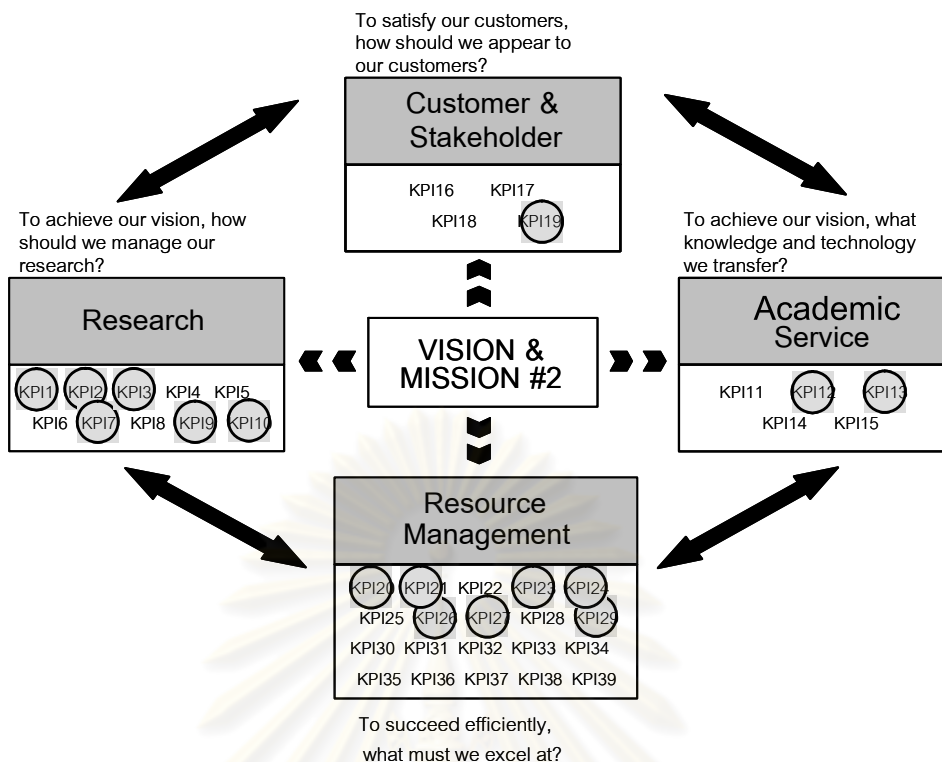 To satisfy our customers,
how should we appear to
our customers?
Customer &
Stakeholder
KPI16 KPI17
KPI18 KPI19
To achieve our vision, how
should we manage our
research?
Research
KPI1 KPI2 KPI3 KPI4 KPI5
KPI6 KPI7 KPI8 KPI9 KPI10
VISION &
MISSION #2
To achieve our vision, what
knowledge and technology
we transfer?
Academic
Service
KPI11 KPI12 KPI13
KPI14 KPI15
Resource
Management
KPI20 KPI21 KPI22 KPI23 KPI24
KPI25 KPI26 KPI27 KPI28 KPI29
KPI30 KPI31 KPI32 KPI33 KPI34
KPI35 KPI36 KPI37 KPI38 KPI39
To succeed efficiently,
what must we excel at?